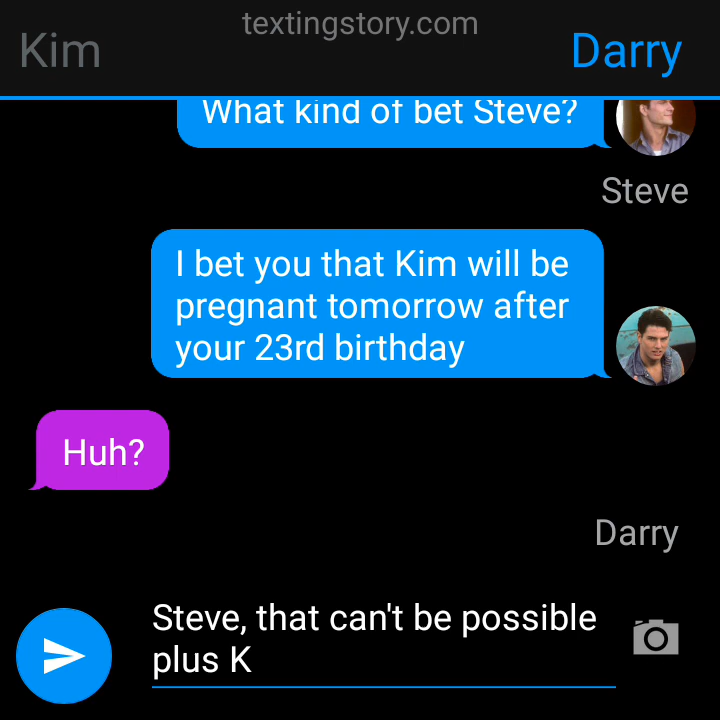 textingstory.com
Kim
Darry
What kind of bet Steve?
Steve
I bet you that Kim will be
pregnant tomorrow after
your 23rd birthday
Huh?
Darry
Steve, that can't be possible
plus K